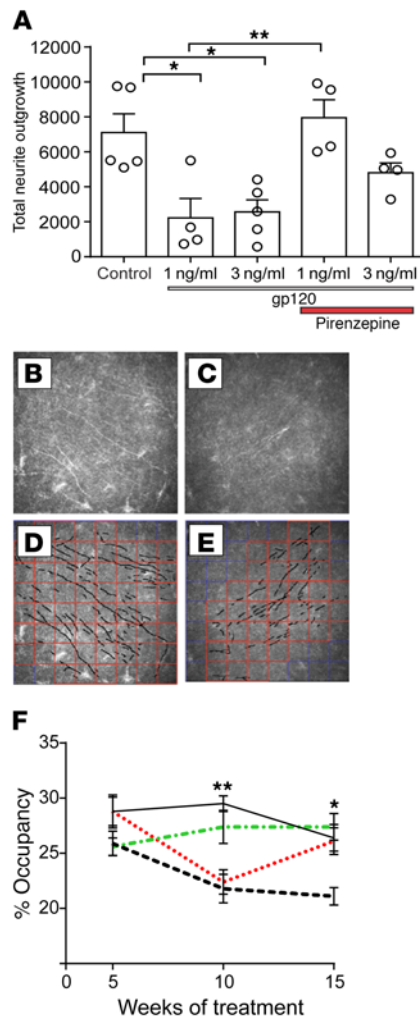 A
**
*
*
Total neurite outgrowth
12000
10000
8000
6000
4000
2000
0
Control 1 ng/ml 3 ng/ml 1 ng/ml 3 ng/ml
gp120
Pirenzepine
B
C
D
E
F
% Occupancy
35
30
25
20
**
*
0 5 10 15
Weeks of treatment